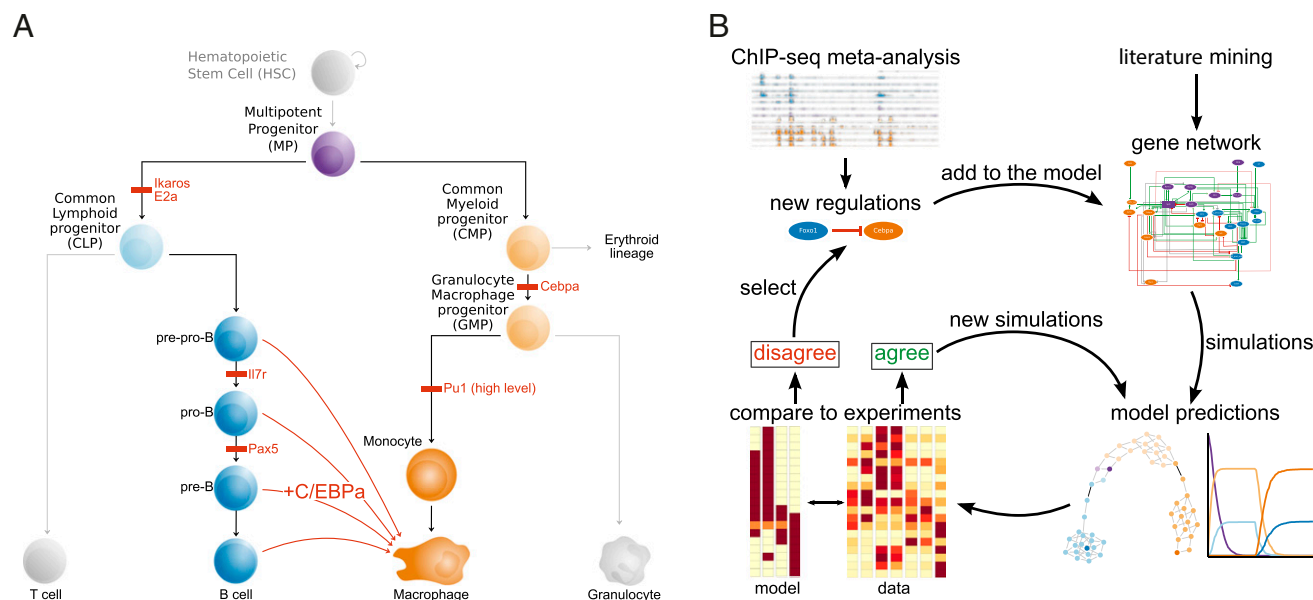 A
Hematopoietic
Stem Cell (HSC)
Multipotent
Progenitor
(MP)
Ikaros
E2a
Common
Lymphoid
progenitor
(CLP)
Common
Myeloid
progenitor
(CMP)
Erythroid
lineage
Cebpa
Granulocyte
Macrophage
progenitor
(GMP)
pre-pro-B
Il7r
Pu1 (high level)
pro-B
Pax5
Monocyte
pre-B
+C/EBPa
T cell
B cell
Macrophage
Granulocyte
B
ChIP-seq meta-analysis
literature mining
gene network
add to the model
new regulations
Foxo1
Cebpa
select
new simulations
simulations
disagree
agree
compare to experiments
model predictions
model
data